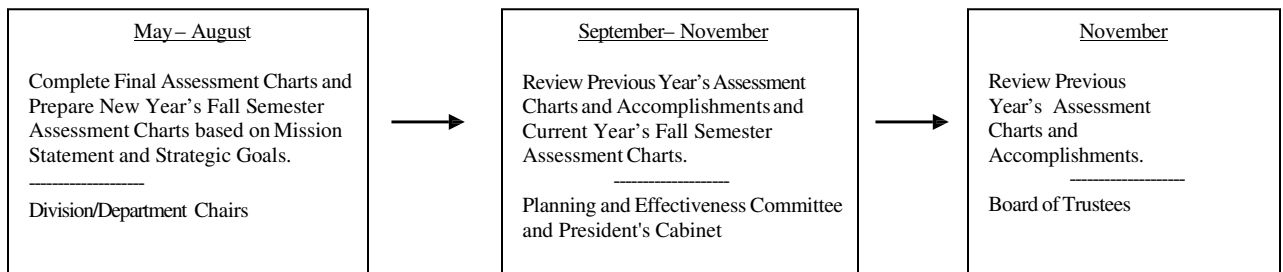 May – August
Complete Final Assessment Charts and
Prepare New Year's Fall Semester
Assessment Charts based on Mission
Statement and Strategic Goals.
--------------------
Division/Department Chairs
September– November
Review Previous Year's Assessment
Charts and Accomplishments and
Current Year's Fall Semester
Assessment Charts.
--------------------
Planning and Effectiveness Committee
and President's Cabinet
November
Review Previous
Year's Assessment
Charts and
Accomplishments.
--------------------
Board of Trustees